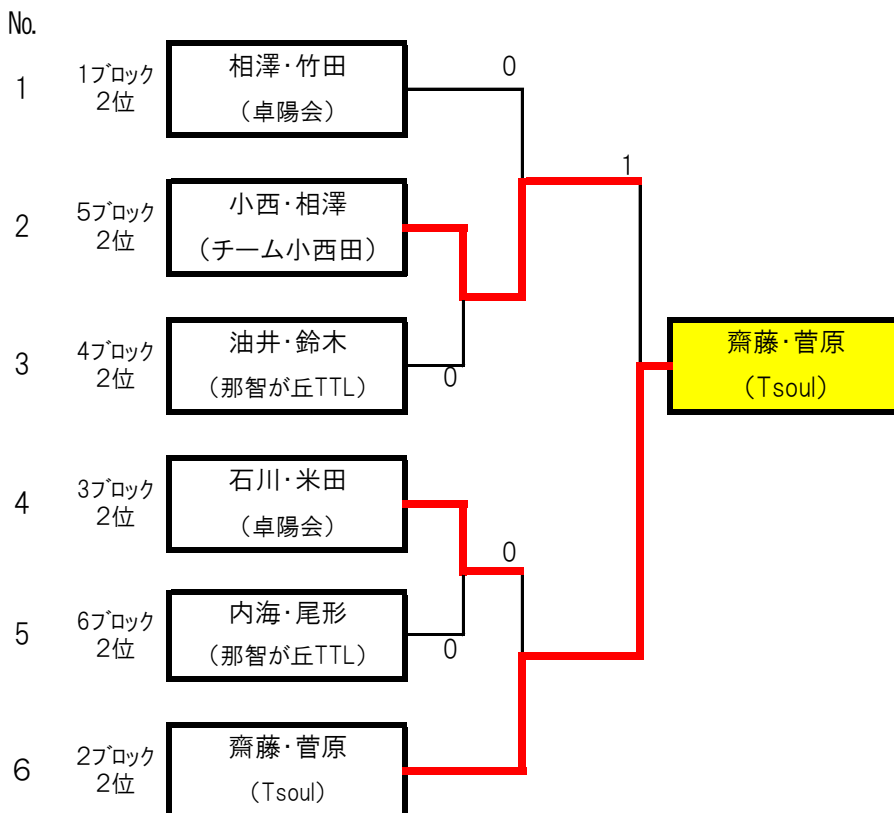 No.
1
1ブロック
2位
相澤・竹田
(卓陽会)
0
2
5ブロック
2位
小西・相澤
(チーム小西田)
1
3
4ブロック
2位
油井・鈴木
(那智が丘TTL)
0
齋藤・菅原
(Tsoul)
4
3ブロック
2位
石川・米田
(卓陽会)
0
5
6ブロック
2位
内海・尾形
(那智が丘TTL)
0
6
2ブロック
2位
齋藤・菅原
(Tsoul)